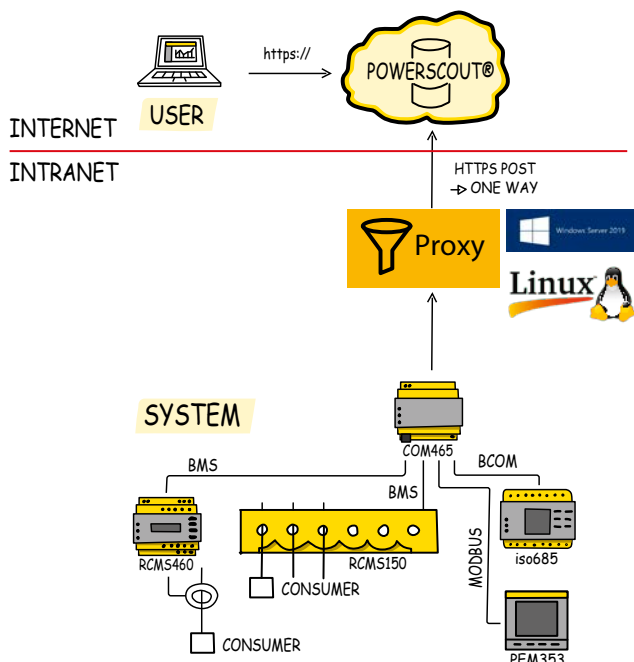 https://
POWERSCOUT®
USER
INTERNET
INTRANET
HTTPS POST
→ ONE WAY
Proxy
Windows Server 2019
Linux
SYSTEM
COM465
BMS
BCOM
BMS
MODBUS
RCMS460
RCMS150
iso685
CONSUMER
CONSUMER
PEM353